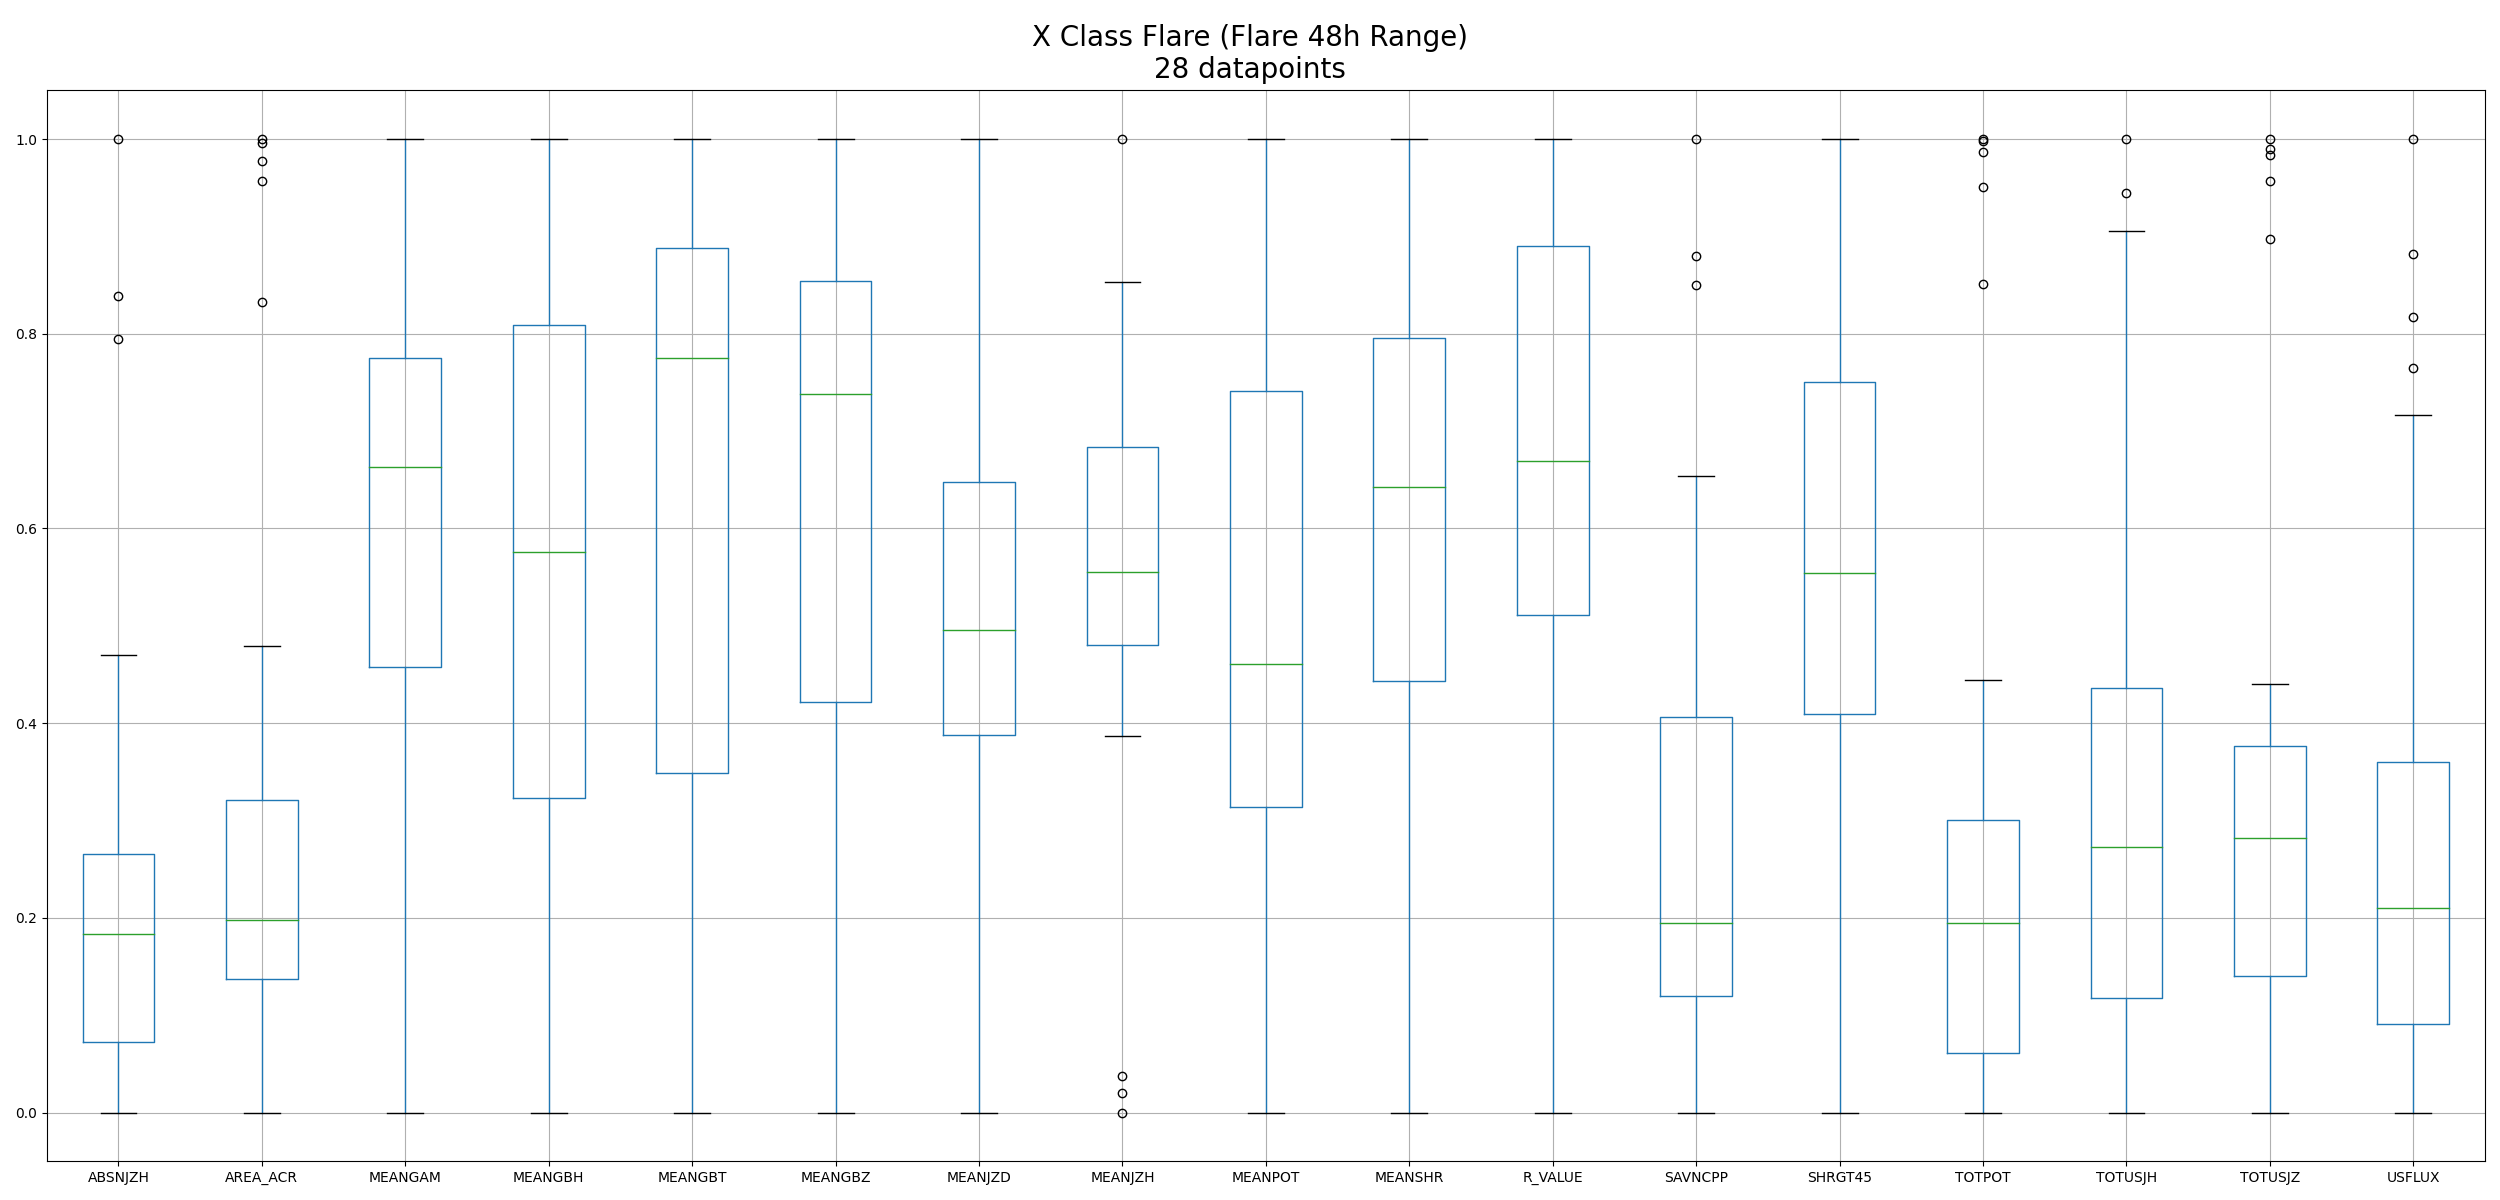 X Class Flare (Flare 48h Range)
28 datapoints
1.0
0.8
0.6
0.4
0.2
0.0
ABSNJZH AREA_ACR MEANGAM MEANGBH MEANGBT MEANGBZ MEANJZD MEANJZH MEANPOT MEANSHR R_VALUE SAVNCPP SHRGT45 TOTPOT TOTUSJH TOTUSJZ USFLUX